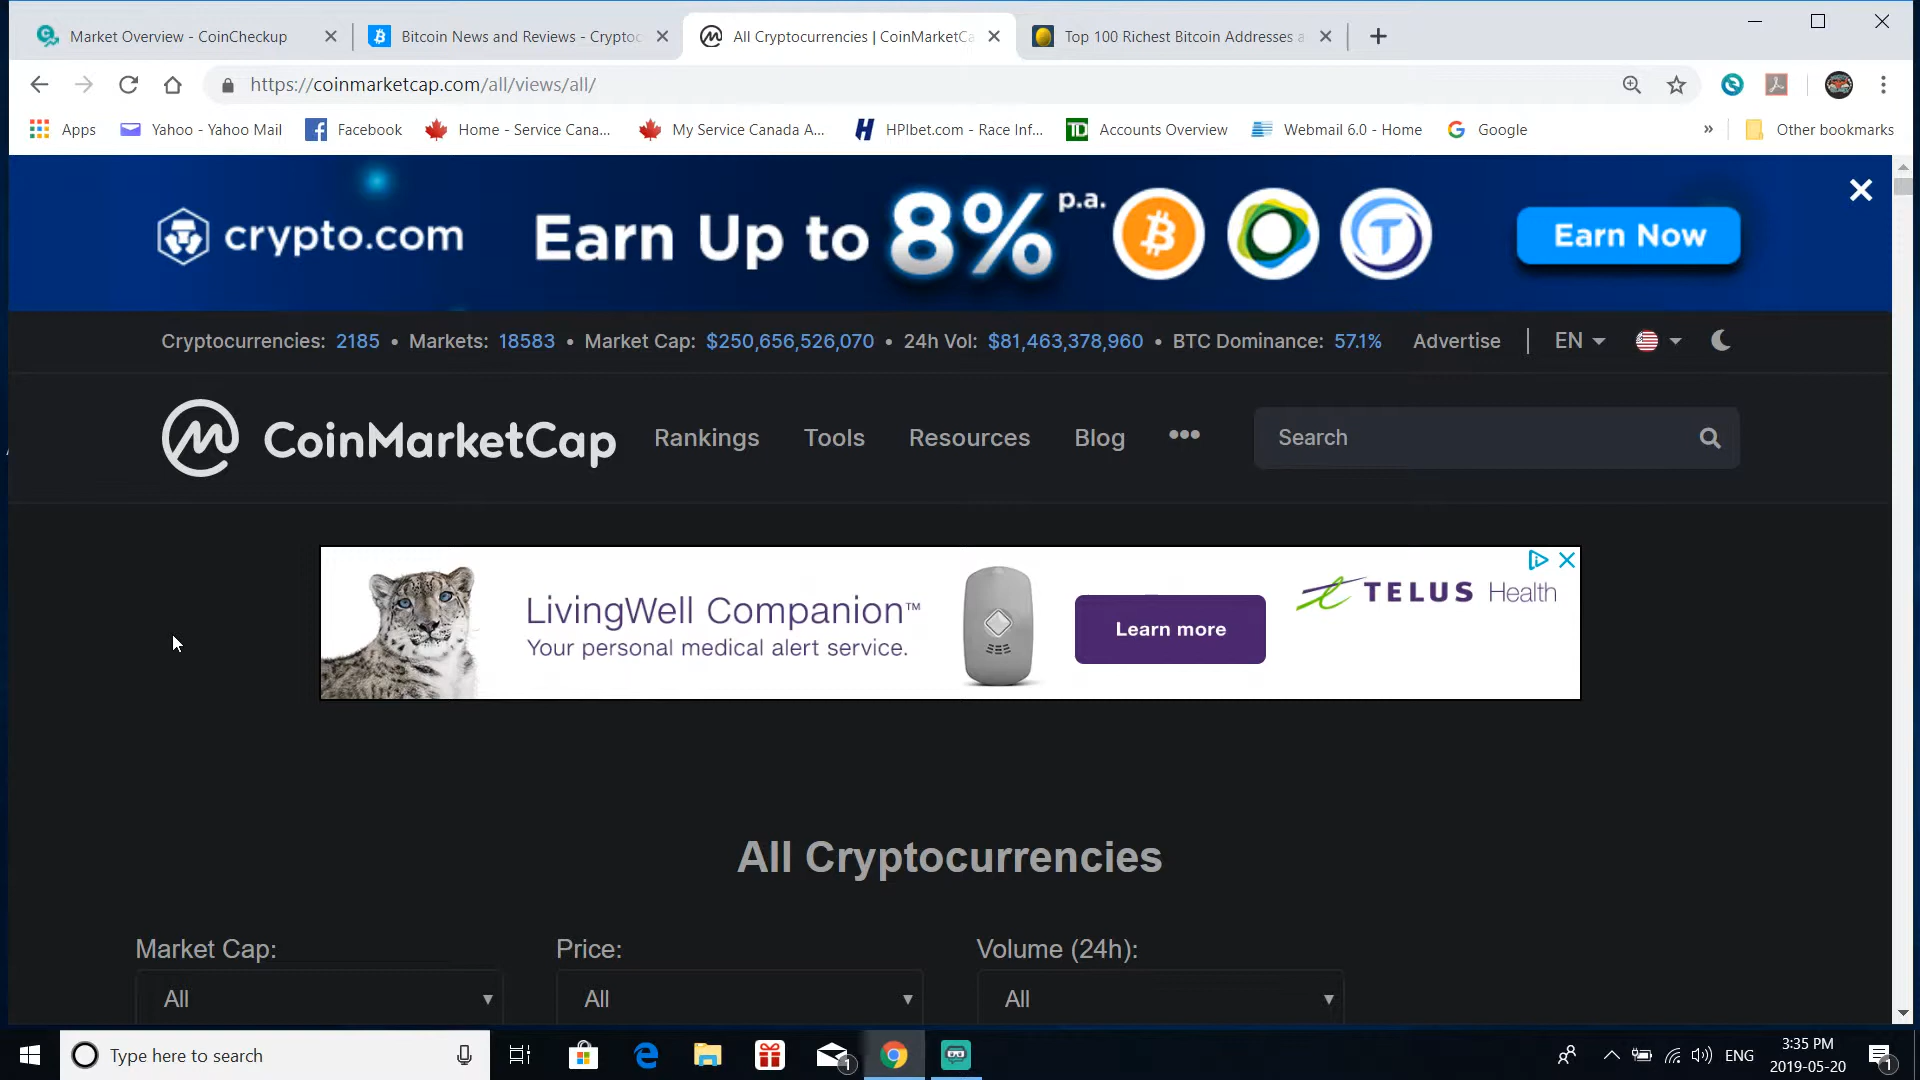 Market Overview - CoinCheckup
Bitcoin News and Reviews - Cryptoc
All Cryptocurrencies | CoinMarketCa
Top 100 Richest Bitcoin Addresses a
https://coinmarketcap.com/all/views/all/
Apps
Yahoo - Yahoo Mail
Facebook
Home - Service Cana...
My Service Canada A...
HPIbet.com - Race Inf...
TD
Accounts Overview
Webmail 6.0 - Home
Google
»
Other bookmarks
crypto.com
Earn Up to 8% p.a.
Earn Now
Cryptocurrencies: 2185 • Markets: 18583 • Market Cap: $250,656,526,070 • 24h Vol: $81,463,378,960 • BTC Dominance: 57.1%
Advertise
EN
CoinMarketCap
Rankings
Tools
Resources
Blog
•••
Search
LivingWell Companion™
Your personal medical alert service.
Learn more
TELUS Health
All Cryptocurrencies
Market Cap:
Price:
Volume (24h):
All
All
All
Type here to search
1
ENG
3:35 PM
2019-05-20
1